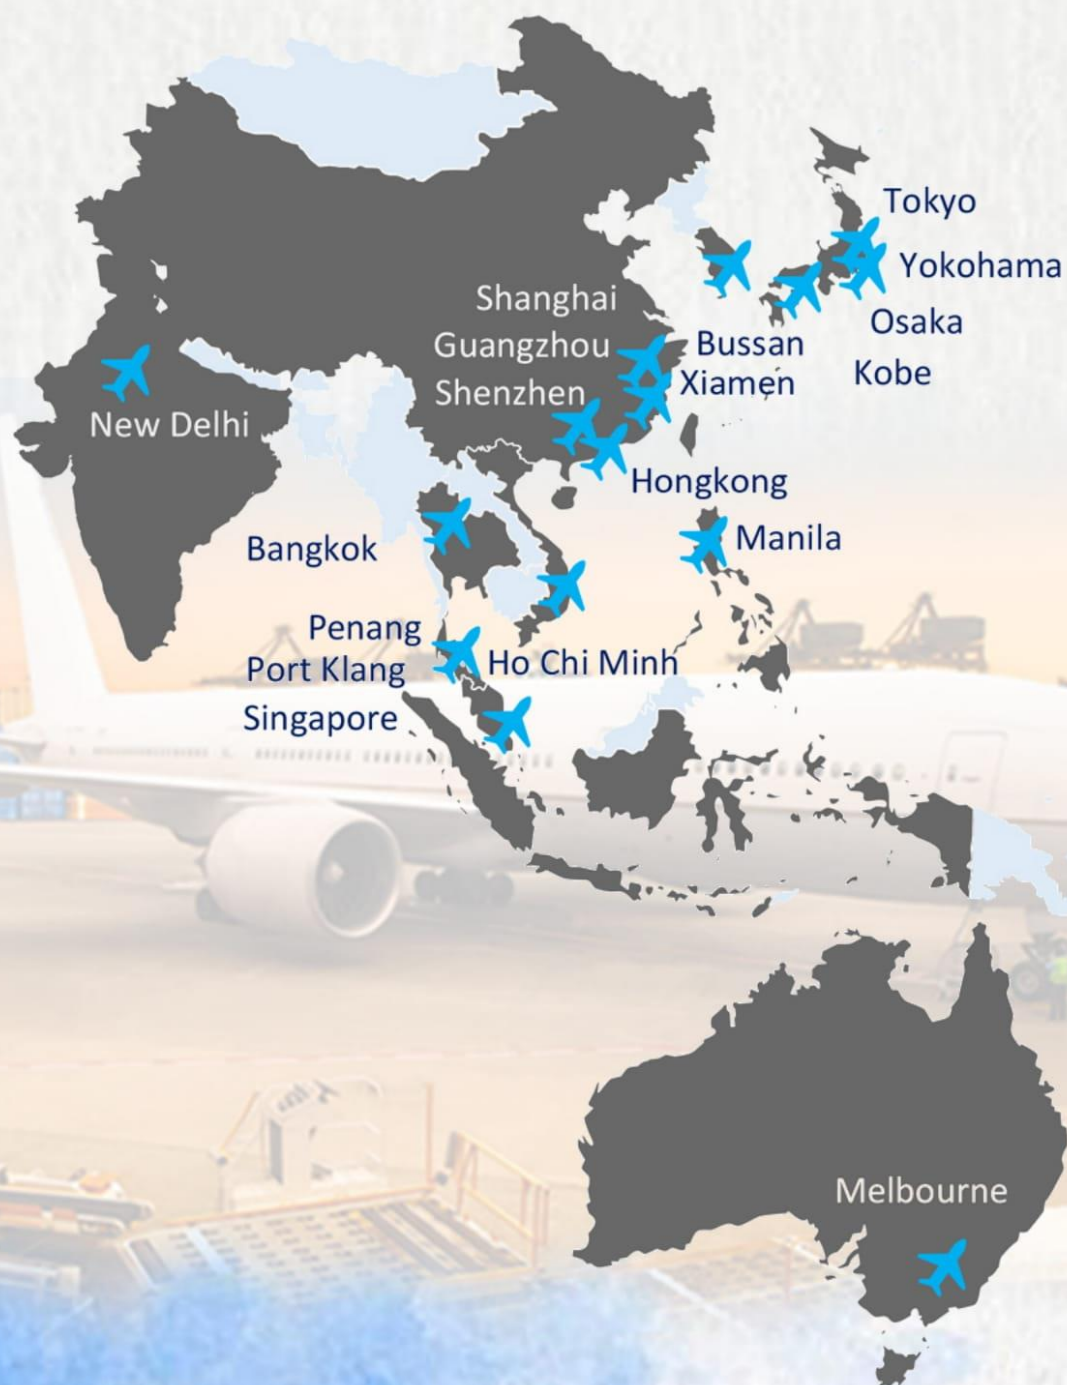 Tokyo
Yokohama
Shanghai
Osaka
Guangzhou
Bussan
Kobe
Shenzhen
Xiamen
New Delhi
Hongkong
Manila
Bangkok
Penang
Ho Chi Minh
Port Klang
Singapore
Melbourne